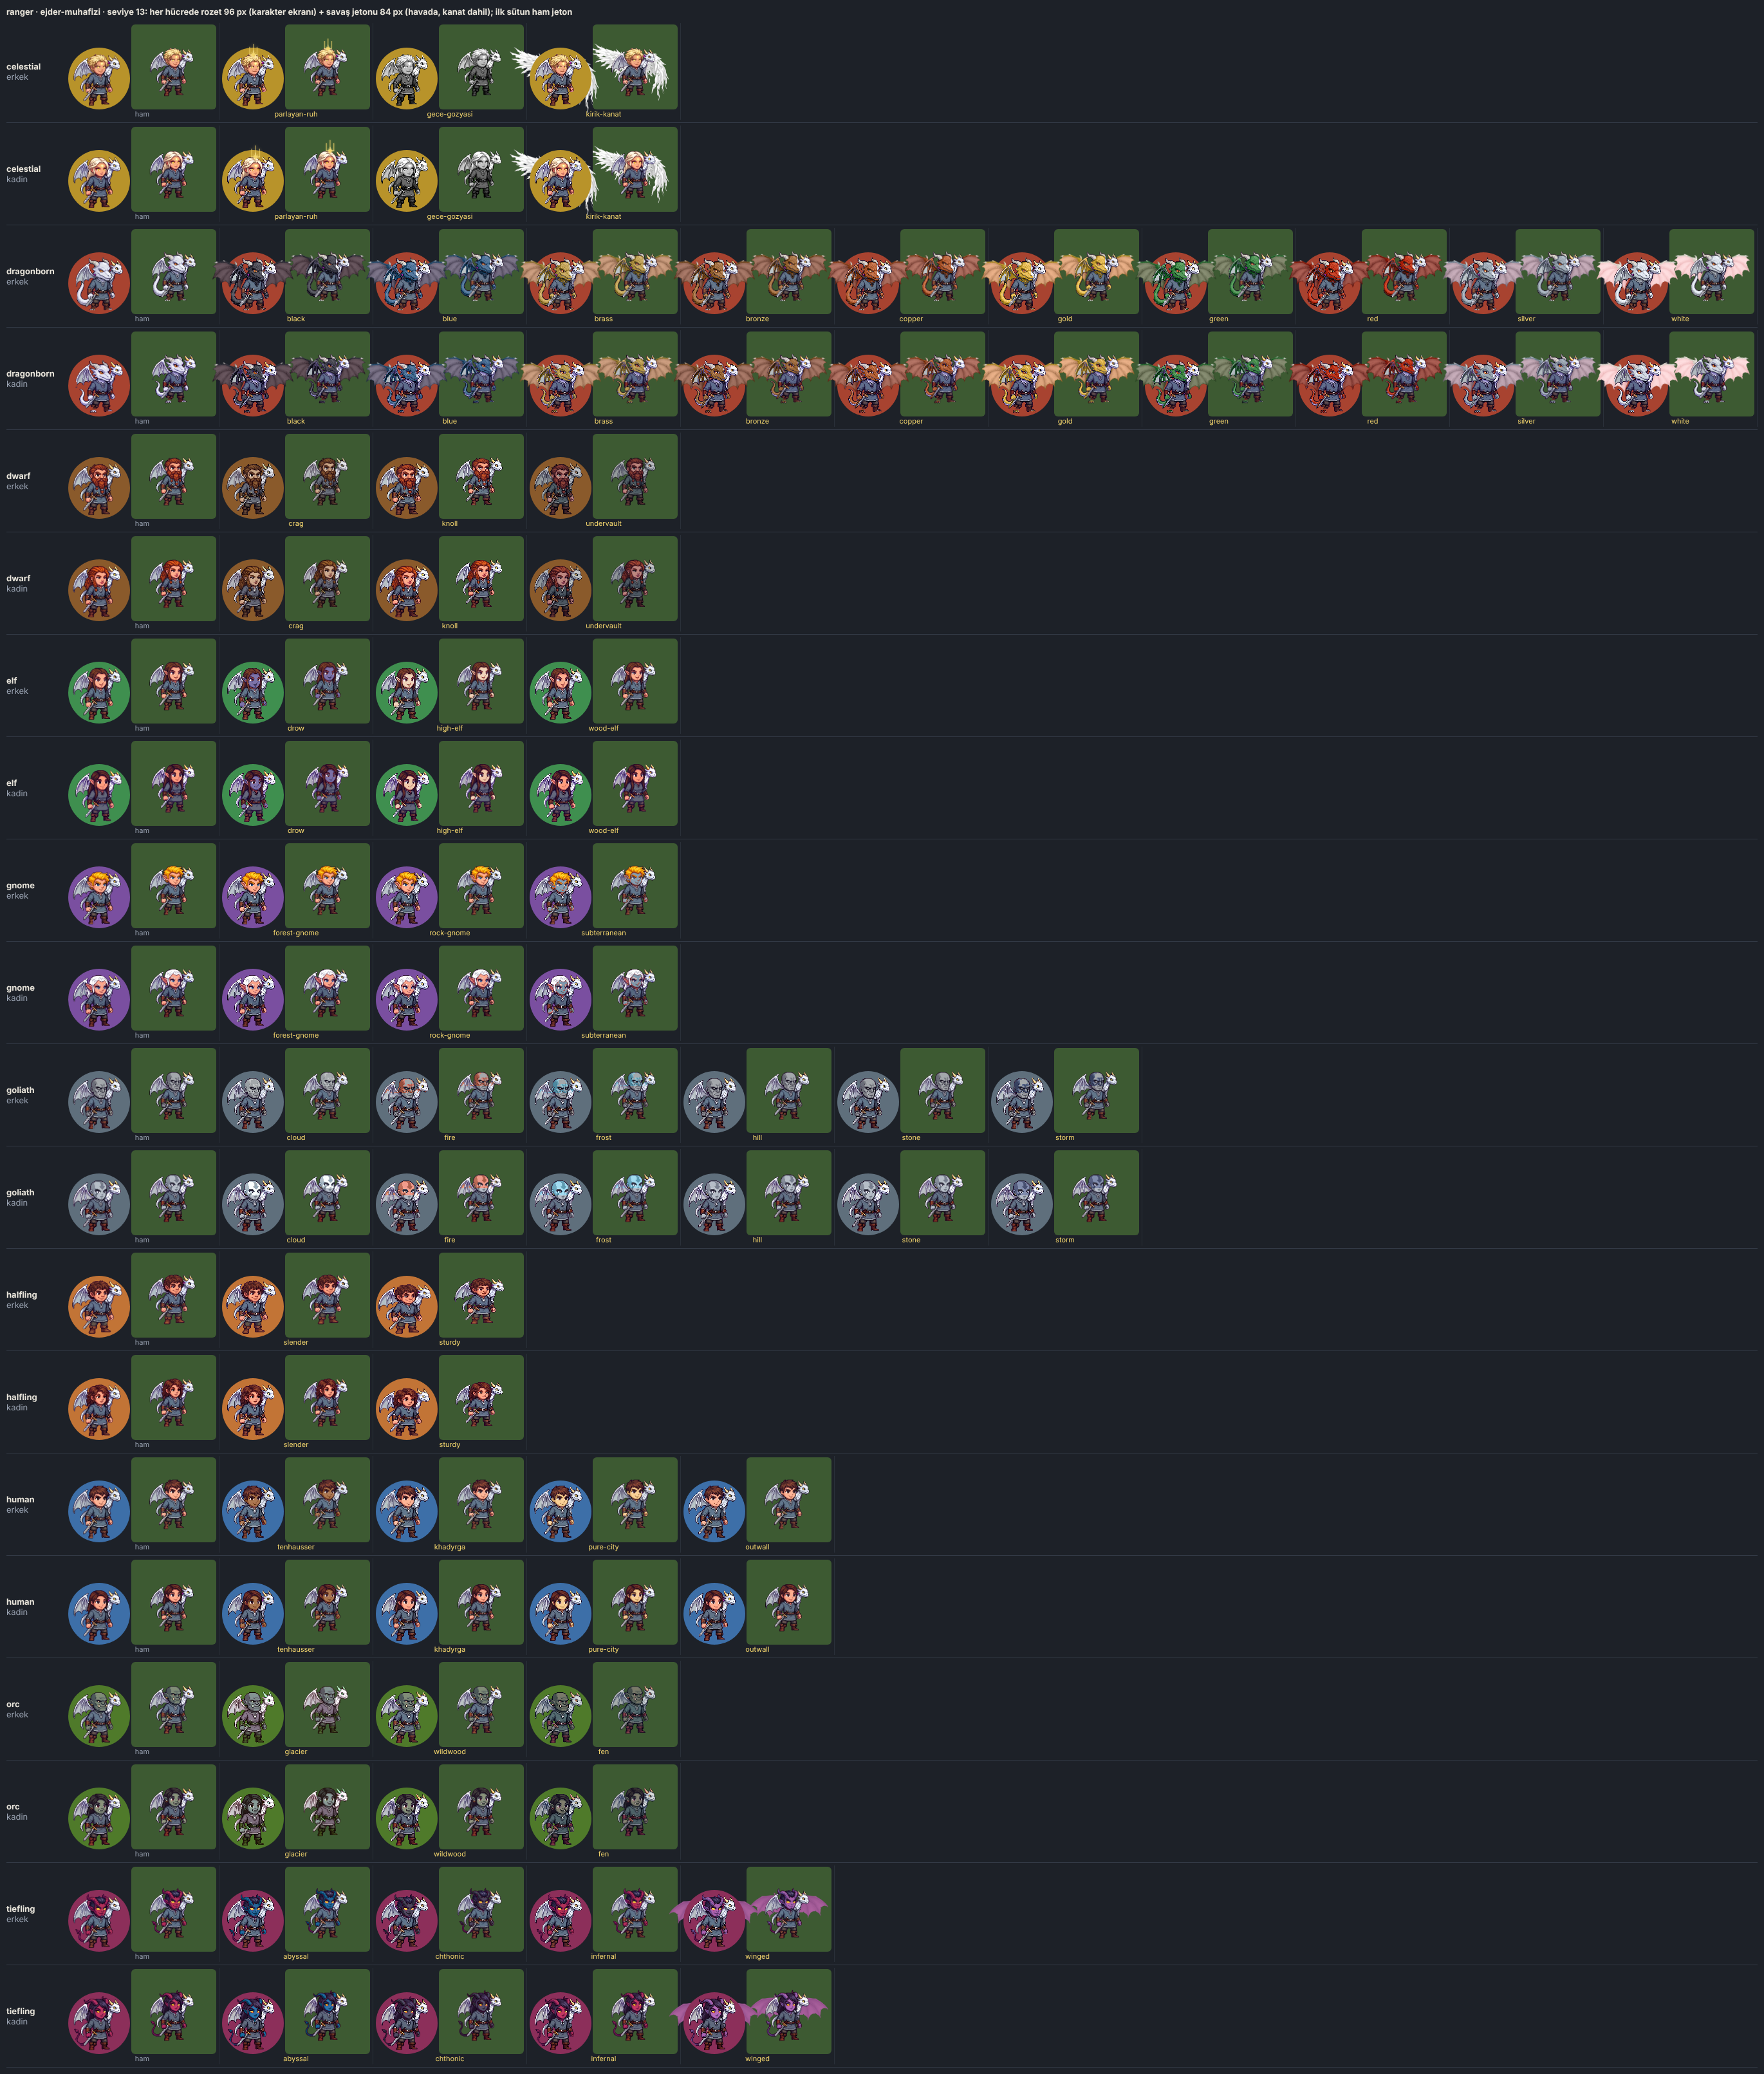 ranger · ejder-muhafizi · seviye 13: her hücrede rozet 96 px (karakter ekranı) + savaş jetonu 84 px (havada, kanat dahil); ilk sütun ham jeton
celestial
erkek
ham parlayan-ruh gece-gozyasi kirik-kanat
celestial
kadin
ham parlayan-ruh gece-gozyasi kirik-kanat
dragonborn
erkek
ham black blue brass bronze copper gold green red silver white
dragonborn
kadin
ham black blue brass bronze copper gold green red silver white
dwarf
erkek
ham crag knoll undervault
dwarf
kadin
ham crag knoll undervault
elf
erkek
ham drow high-elf wood-elf
elf
kadin
ham drow high-elf wood-elf
gnome
erkek
ham forest-gnome rock-gnome subterranean
gnome
kadin
ham forest-gnome rock-gnome subterranean
goliath
erkek
ham cloud fire frost hill stone storm
goliath
kadin
ham cloud fire frost hill stone storm
halfling
erkek
ham slender sturdy
halfling
kadin
ham slender sturdy
human
erkek
ham tenhausser khadyrga pure-city outwall
human
kadin
ham tenhausser khadyrga pure-city outwall
orc
erkek
ham glacier wildwood fen
orc
kadin
ham glacier wildwood fen
tiefling
erkek
ham abyssal chthonic infernal winged
tiefling
kadin
ham abyssal chthonic infernal winged